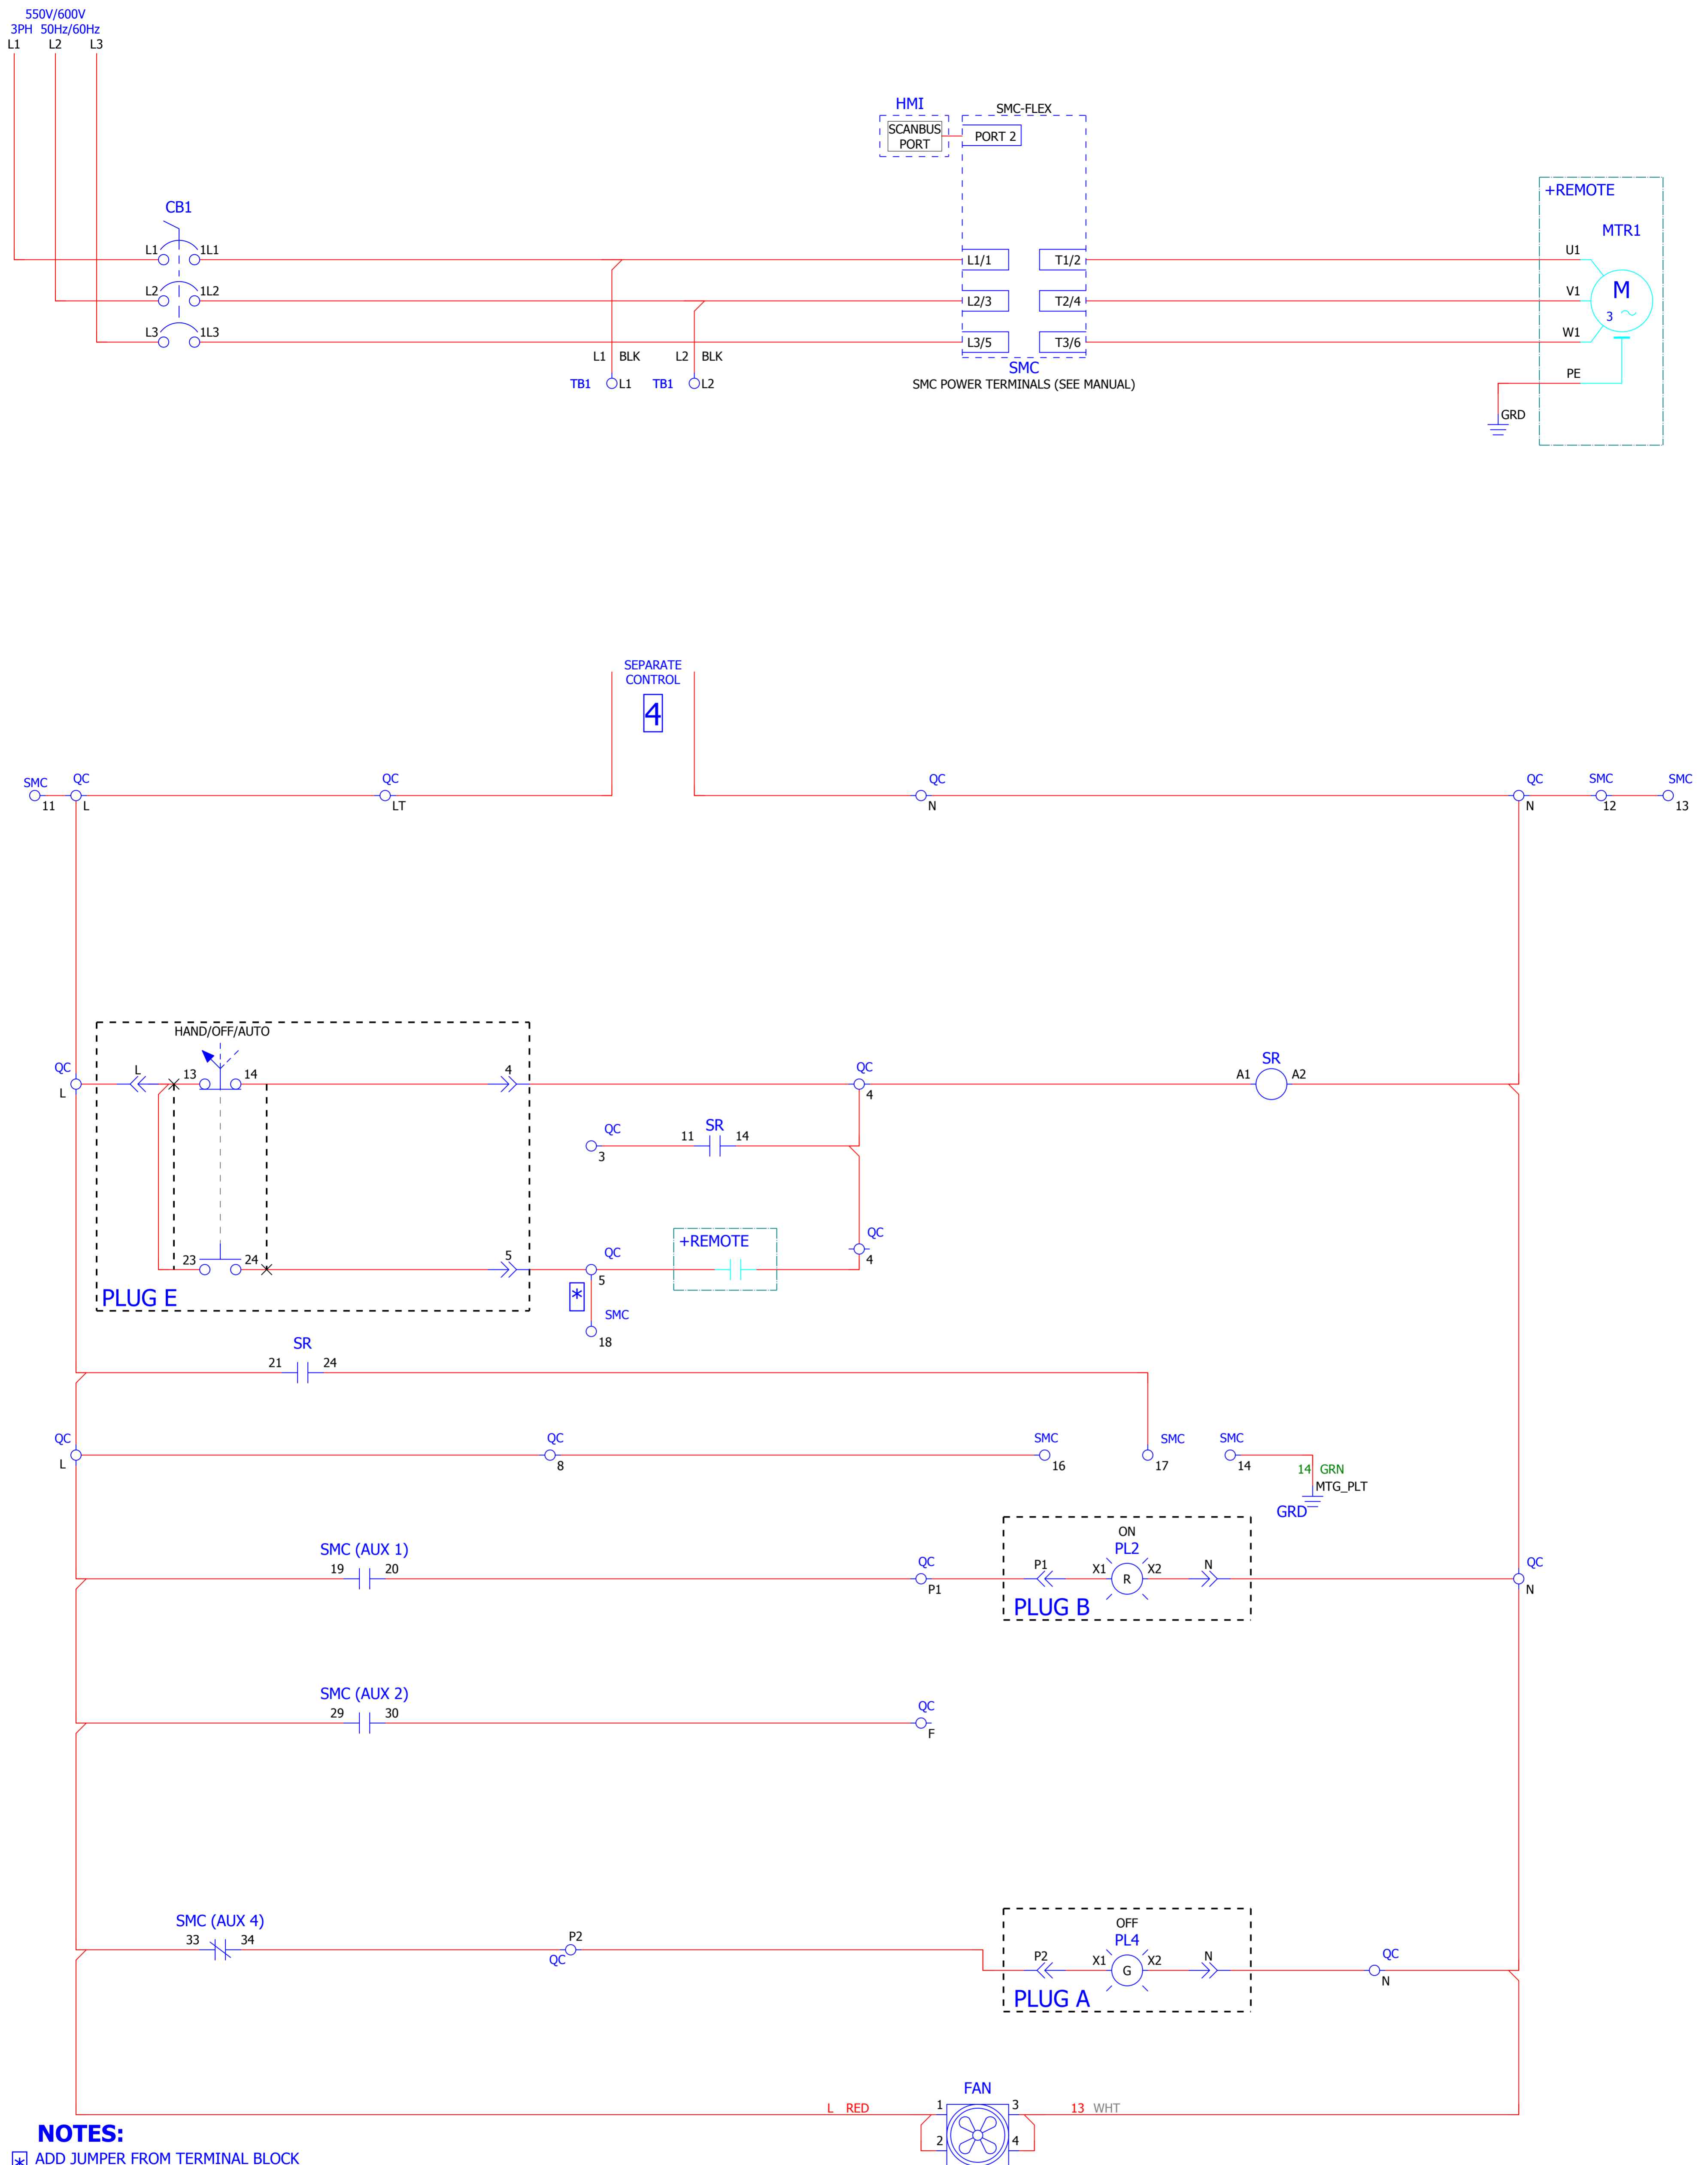 550V/600V
3PH 50Hz/60Hz
L1 L2 L3
HMI
SCANBUS
PORT
SMC-FLEX
PORT 2
+REMOTE
MTR1
CB1
L1 1L1
L1/1 T1/2
U1
L2 1L2
L2/3 T2/4
V1
M
3
L3 1L3
L3/5 T3/6
W1
L1 BLK
L2 BLK
TB1 L1
TB1 L2
SMC
SMC POWER TERMINALS (SEE MANUAL)
PE
GRD
SEPARATE
CONTROL
4
SMC
11
QC
L
QC
LT
QC
N
QC
N
SMC
12
SMC
13
HAND/OFF/AUTO
QC
L
L
13 14
4
QC
4
SR
A1 A2
QC
3
SR
11 14
QC
4
23 24
5
QC
5
+REMOTE
PLUG E
*
SMC
18
SR
21 24
QC
L
QC
8
SMC
16
SMC
17
SMC
14
14 GRN
MTG_PLT
GRD
SMC (AUX 1)
19 20
QC
P1
ON
PL2
P1 X1 R X2 N
PLUG B
QC
N
SMC (AUX 2)
29 30
QC
F
SMC (AUX 4)
33 34
P2
QC
OFF
PL4
P2 X1 G X2 N
PLUG A
QC
N
FAN
L RED
1 3
13 WHT
2 4
NOTES:
* ADD JUMPER FROM TERMINAL BLOCK